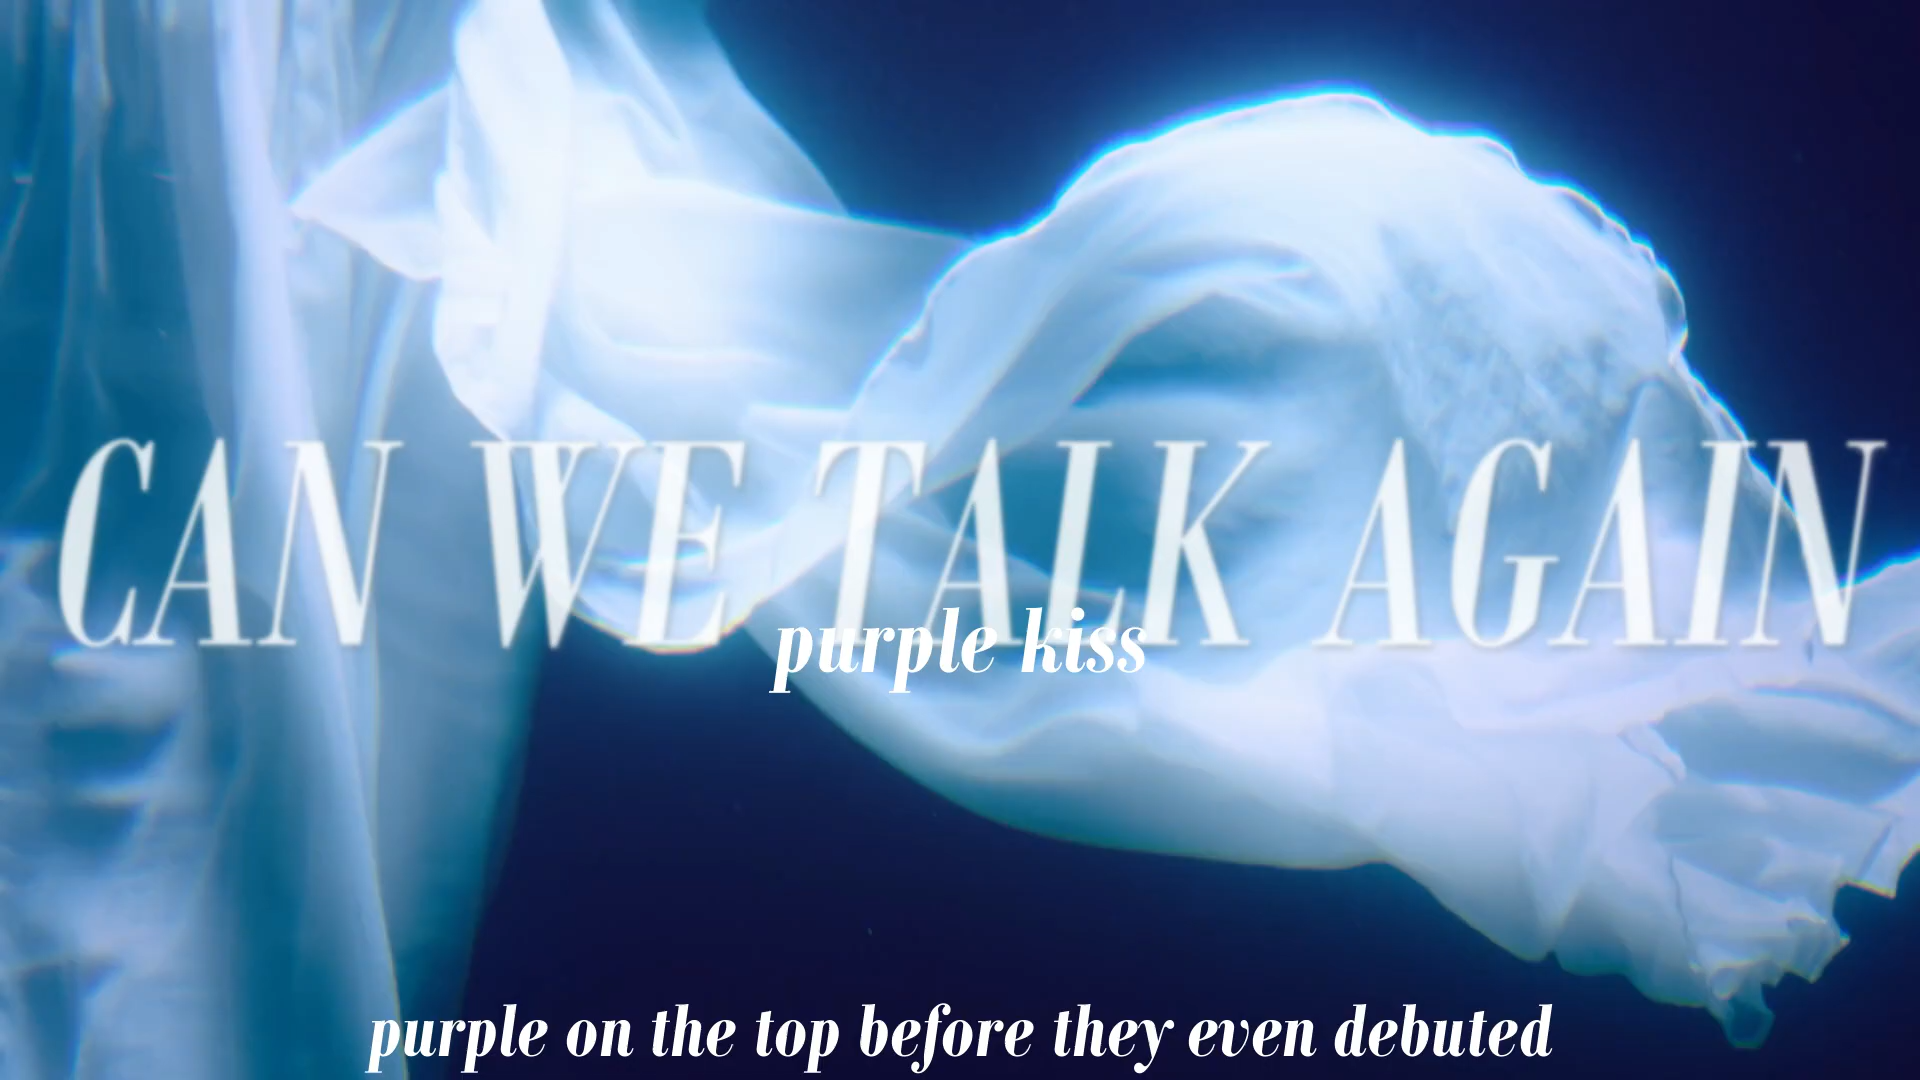 CAN WE TALK AGAIN
purple kiss
purple on the top before they even debuted